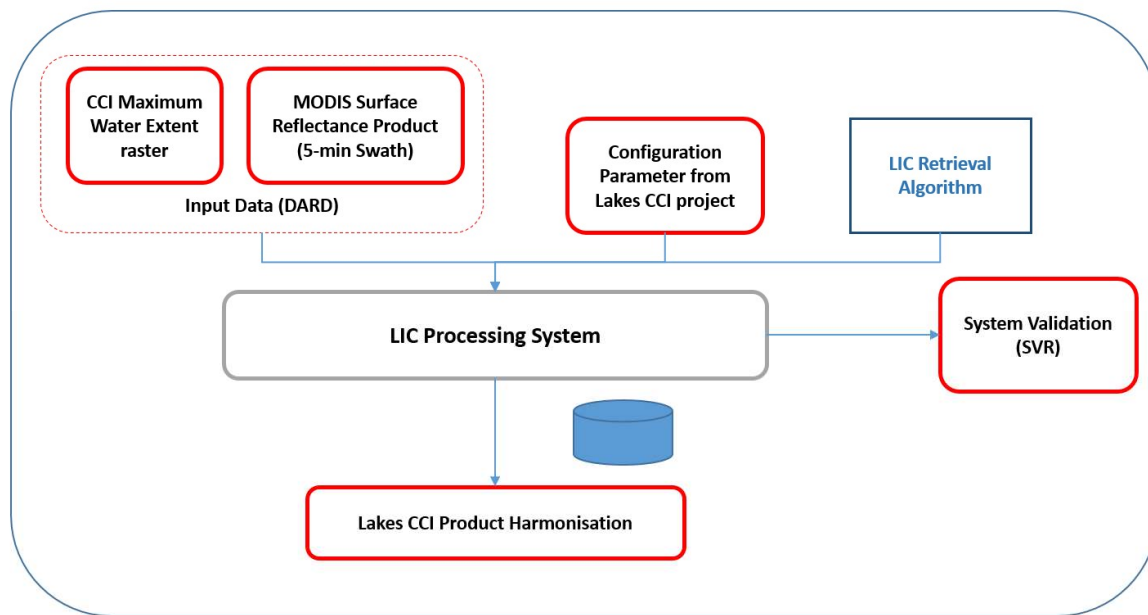 CCI Maximum
Water Extent
raster
MODIS Surface
Reflectance Product
(5-min Swath)
Input Data (DARD)
Configuration
Parameter from
Lakes CCI project
LIC Retrieval
Algorithm
LIC Processing System
System Validation
(SVR)
Lakes CCI Product Harmonisation